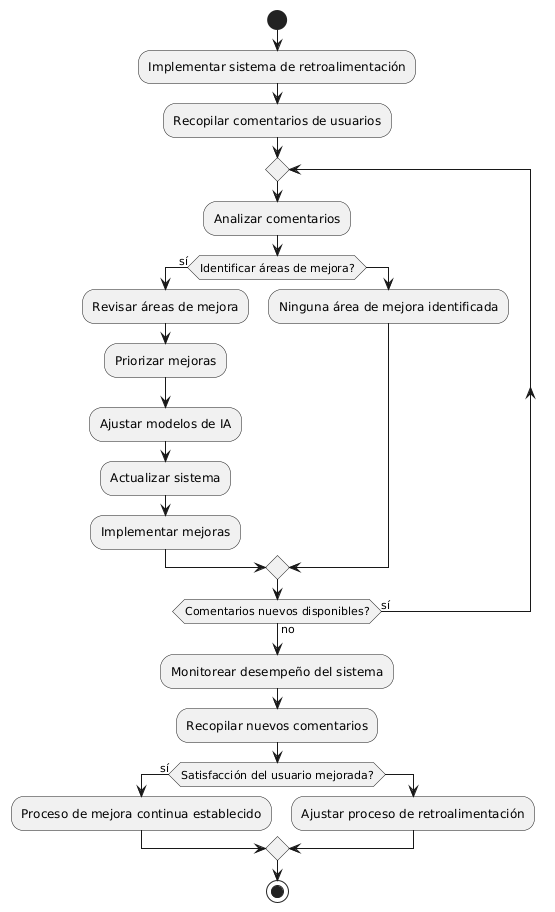 Implementar sistema de retroalimentación
Recopilar comentarios de usuarios
Analizar comentarios
sí
Identificar áreas de mejora?
Revisar áreas de mejora
Ninguna área de mejora identificada
Priorizar mejoras
Ajustar modelos de IA
Actualizar sistema
Implementar mejoras
Comentarios nuevos disponibles?
sí
no
Monitorear desempeño del sistema
Recopilar nuevos comentarios
sí
Satisfacción del usuario mejorada?
Proceso de mejora continua establecido
Ajustar proceso de retroalimentación